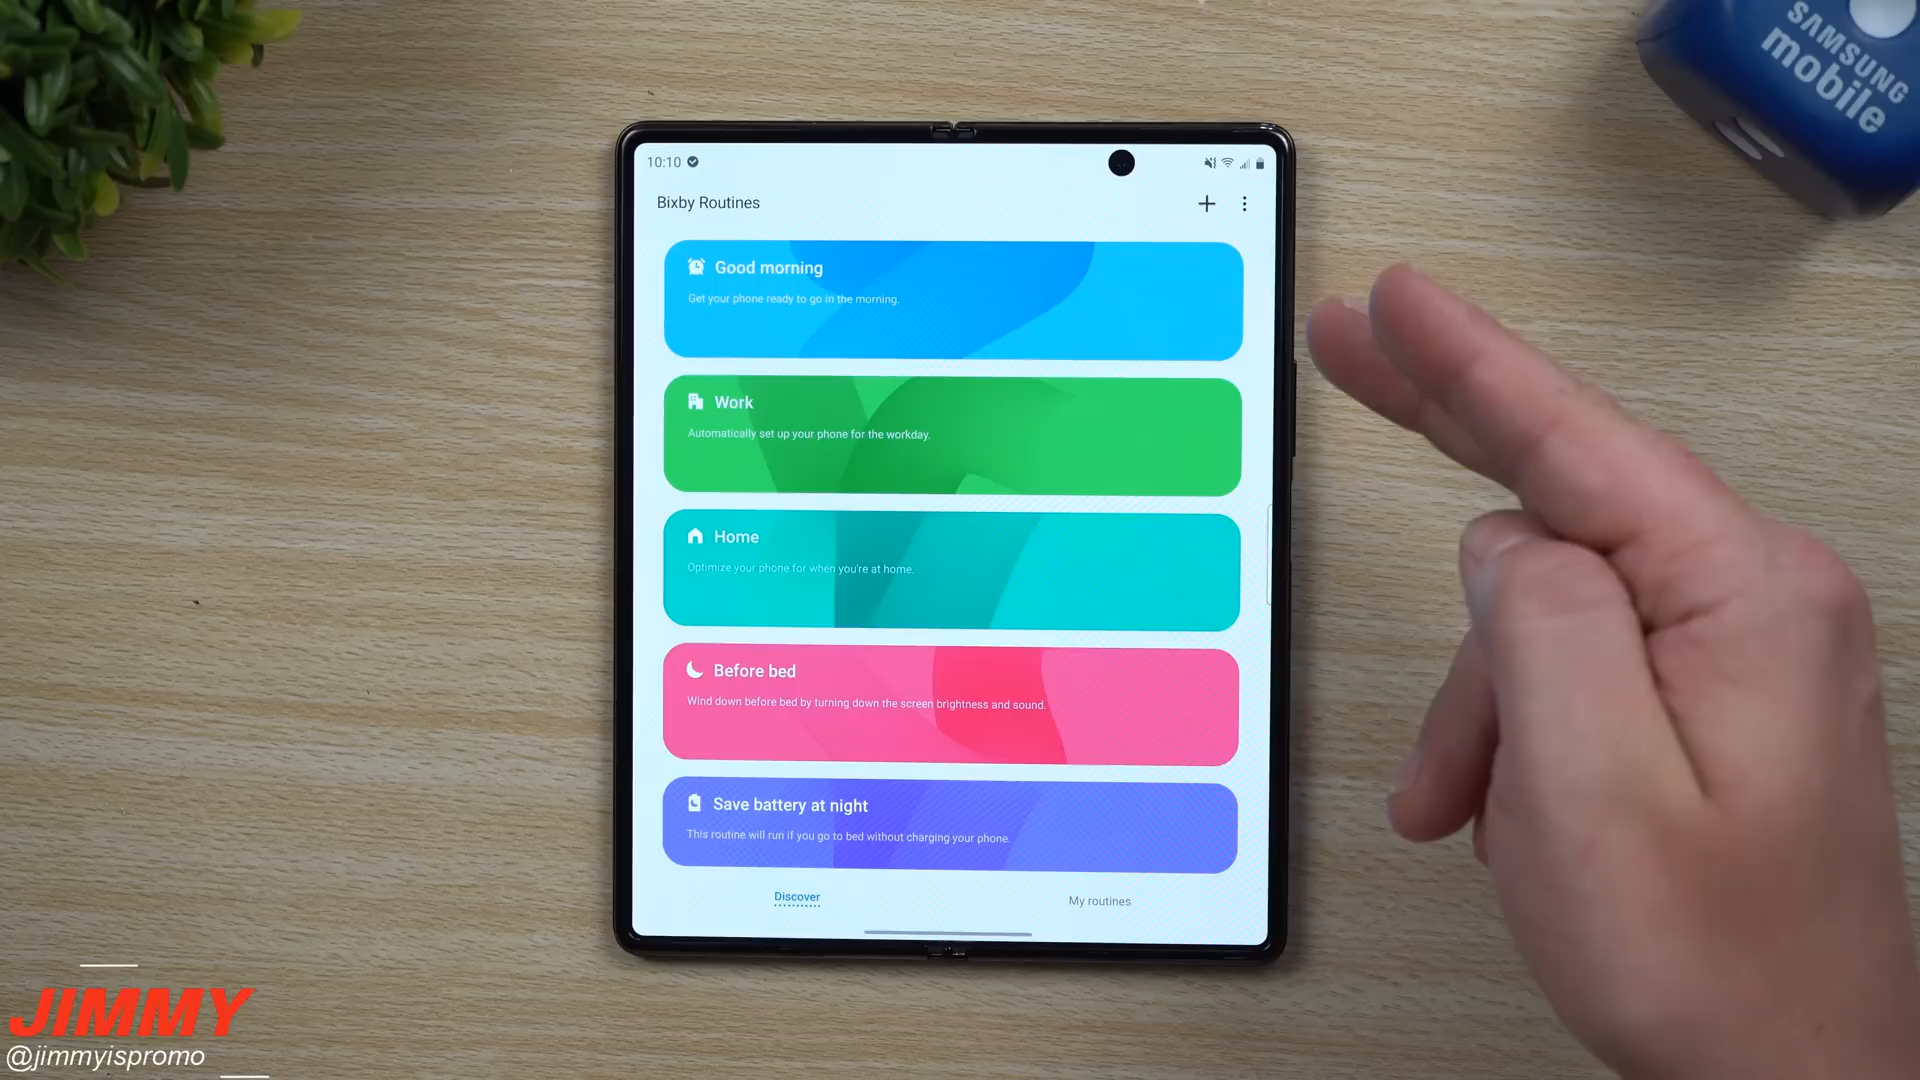 SAMSUNG
mobile
10:10
Bixby Routines
Good morning
Get your phone ready to go in the morning.
Work
Automatically set up your phone for the workday.
Home
Optimize your phone for when you're at home.
Before bed
Wind down before bed by turning down the screen brightness and sound.
Save battery at night
This routine will run if you go to bed without charging your phone.
Discover
My routines
JIMMY
@jimmyispromo